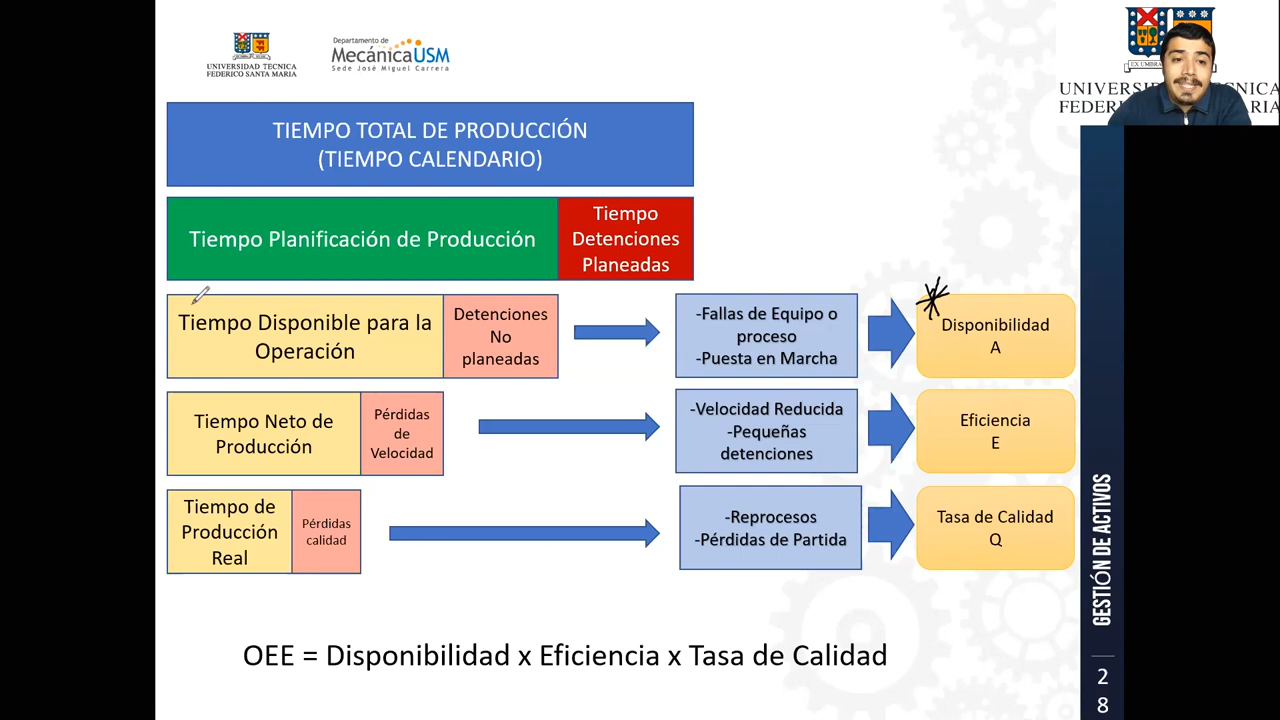 UNIVERSIDAD TECNICA
FEDERICO SANTA MARIA
Departamento de
MecánicaUSM
Sede José Miguel Carrera
TIEMPO TOTAL DE PRODUCCIÓN
(TIEMPO CALENDARIO)
Tiempo Planificación de Producción
Tiempo
Detenciones
Planeadas
Tiempo Disponible para la
Operación
Detenciones
No
planeadas
-Fallas de Equipo o
proceso
-Puesta en Marcha
Disponibilidad
A
Tiempo Neto de
Producción
Pérdidas
de
Velocidad
-Velocidad Reducida
-Pequeñas
detenciones
Eficiencia
E
Tiempo de
Producción
Real
Pérdidas
calidad
-Reprocesos
-Pérdidas de Partida
Tasa de Calidad
Q
OEE = Disponibilidad x Eficiencia x Tasa de Calidad
GESTIÓN DE ACTIVOS
2
8